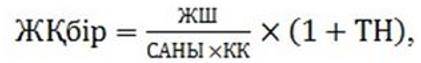 ЖҚбір = ЖШ / САНЫ ×КК × (1 + ТН),